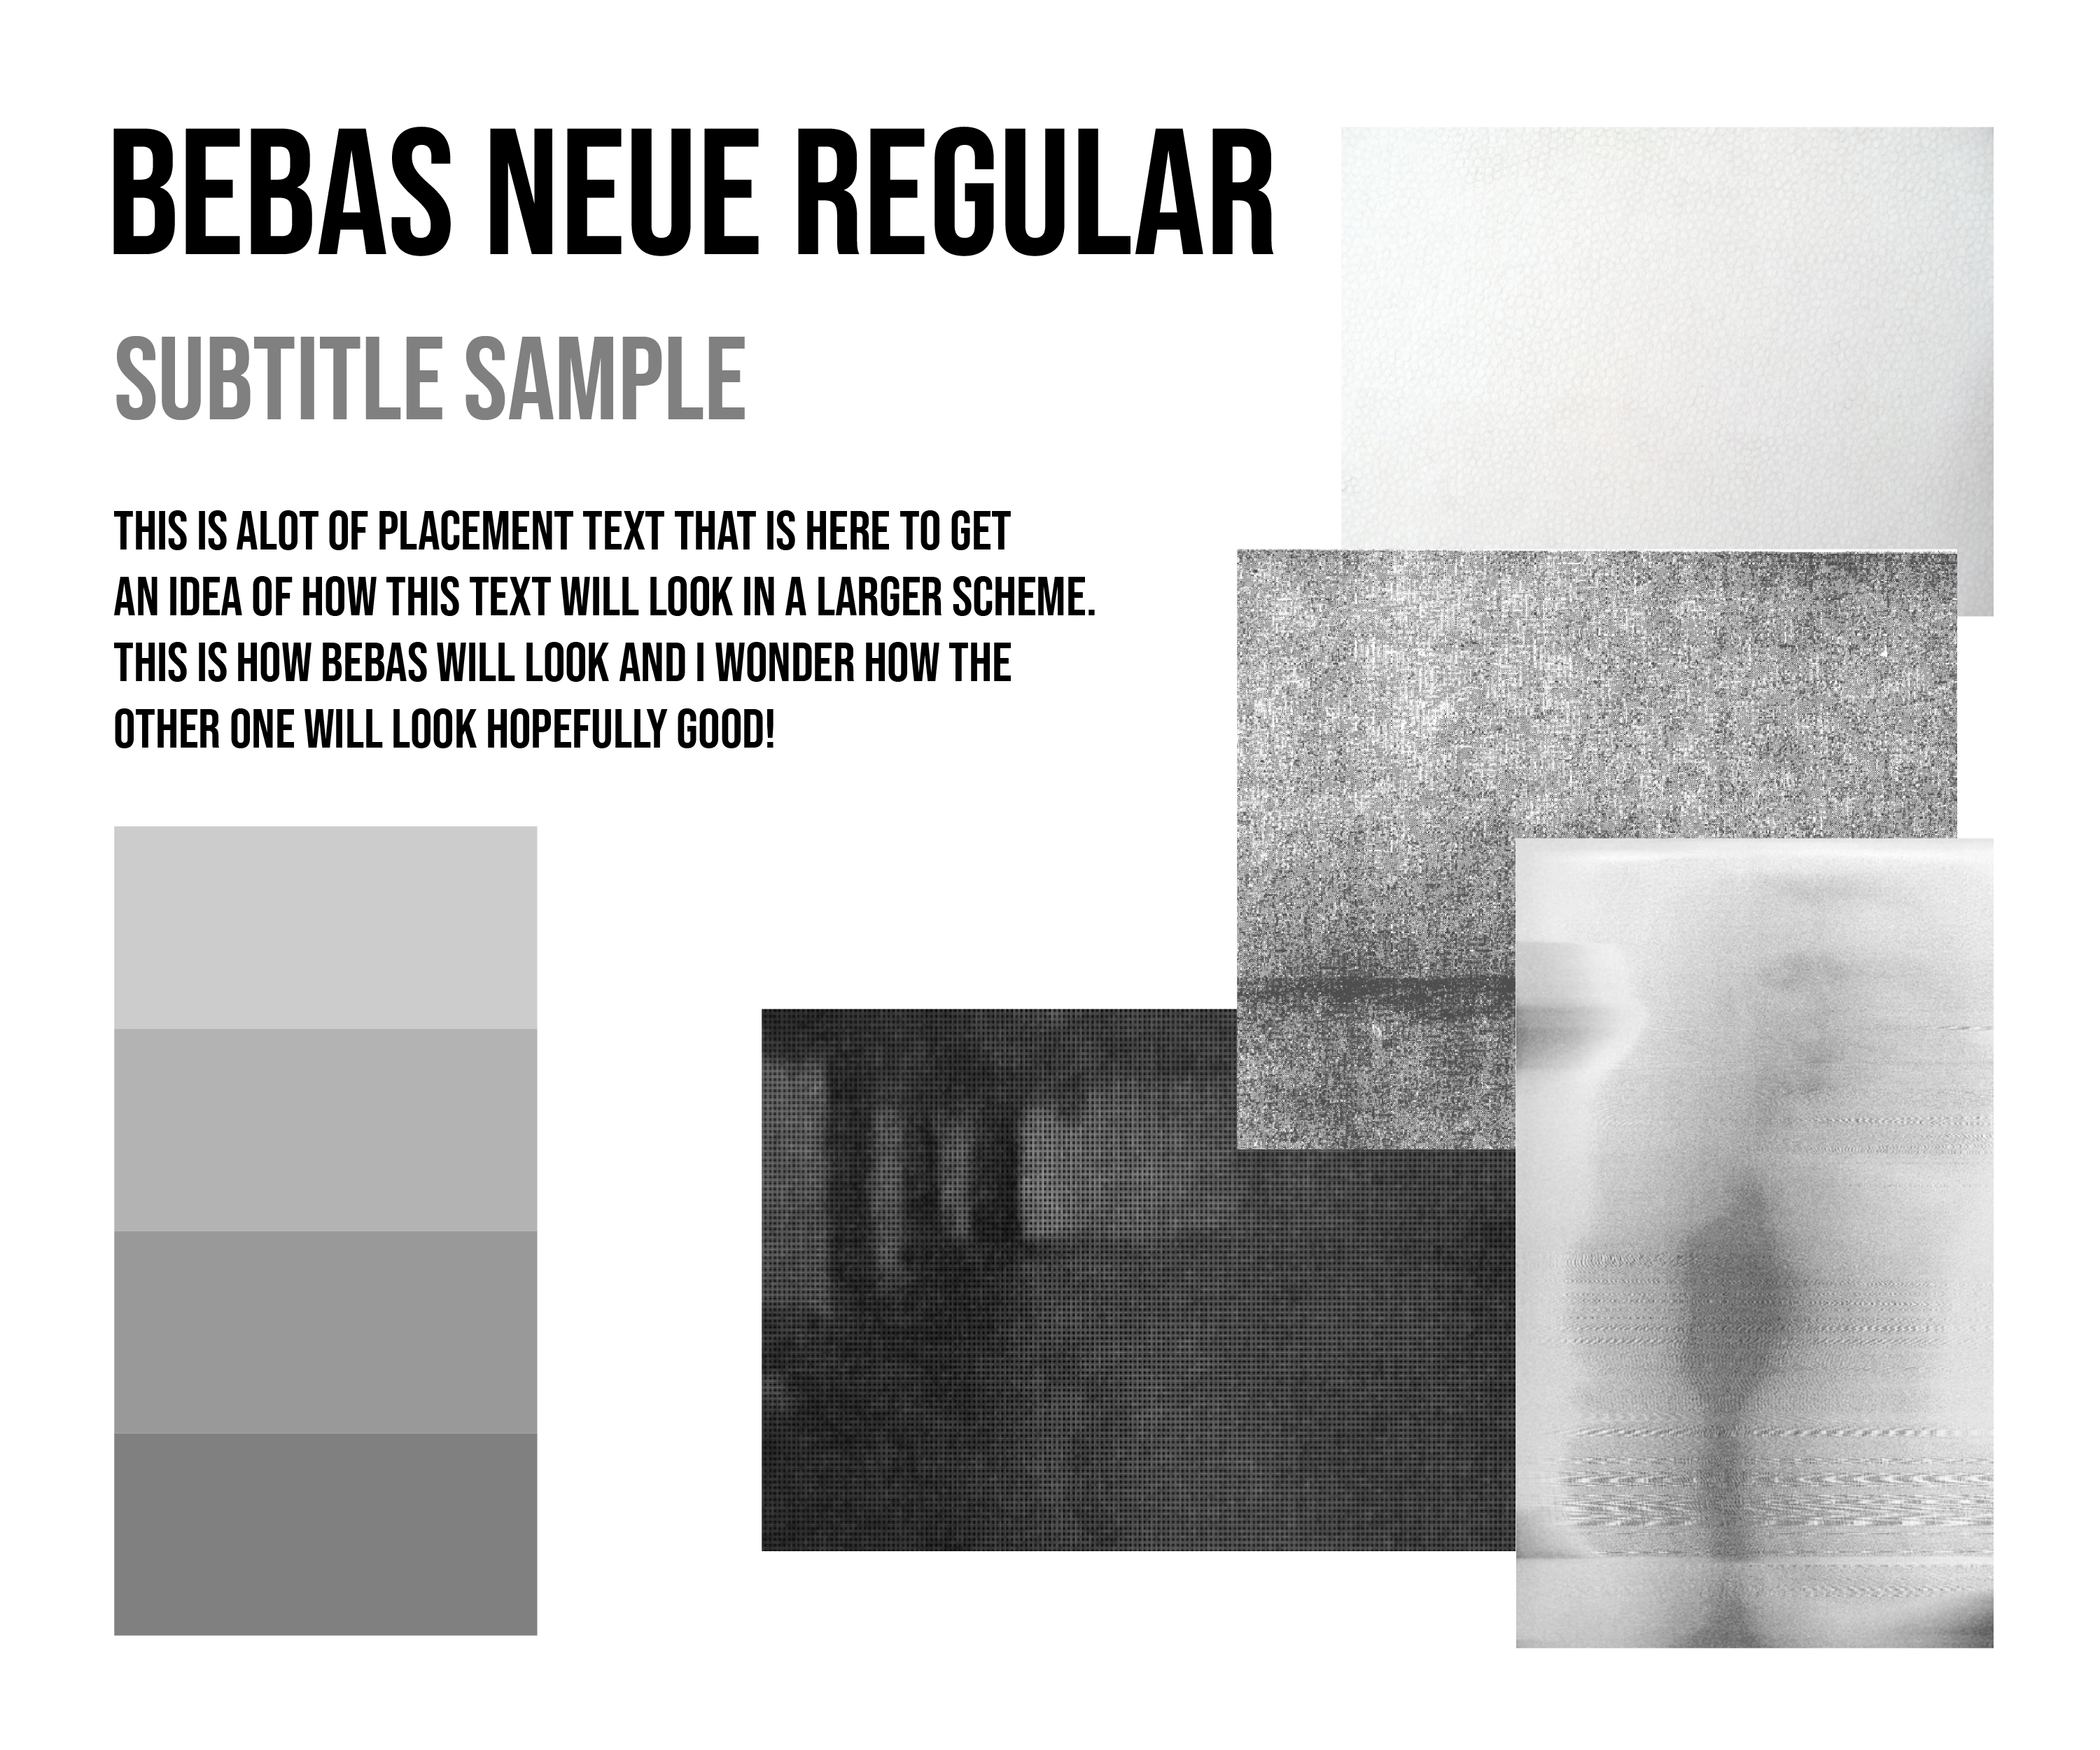 BEBAS NEUE REGULAR
SUBTITLE SAMPLE
THIS IS ALOT OF PLACEMENT TEXT THAT IS HERE TO GET
AN IDEA OF HOW THIS TEXT WILL LOOK IN A LARGER SCHEME.
THIS IS HOW BEBAS WILL LOOK AND I WONDER HOW THE
OTHER ONE WILL LOOK HOPEFULLY GOOD!